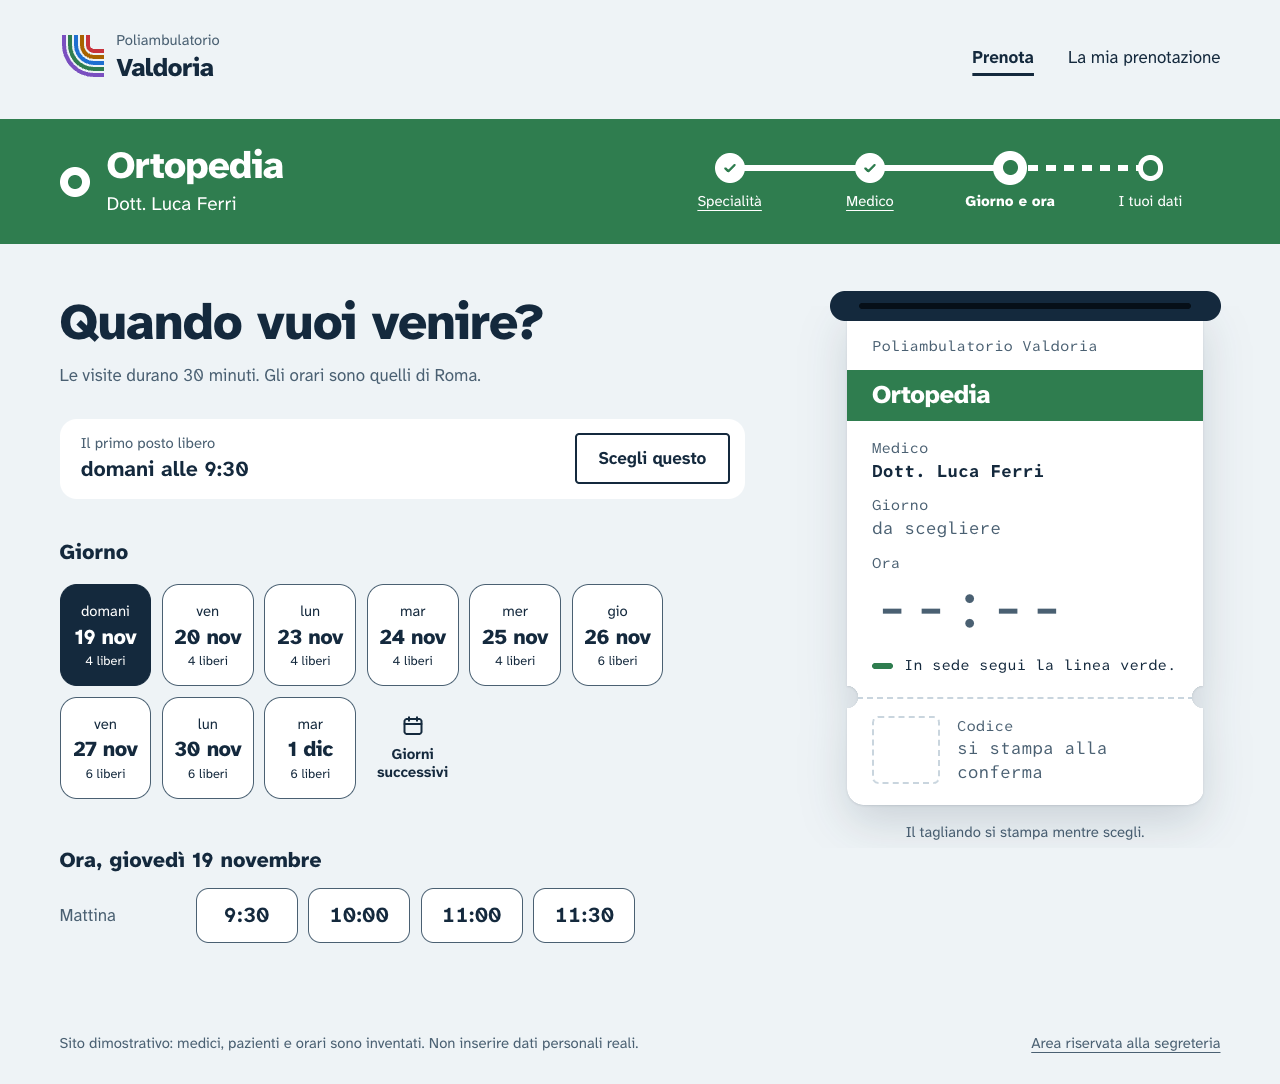 Poliambulatorio
Valdoria
Prenota
La mia prenotazione
Ortopedia
Dott. Luca Ferri
Specialità
Medico
Giorno e ora
I tuoi dati
Quando vuoi venire?
Le visite durano 30 minuti. Gli orari sono quelli di Roma.
Il primo posto libero
domani alle 9:30
Scegli questo
Giorno
domani
19 nov
4 liberi
ven
20 nov
4 liberi
lun
23 nov
4 liberi
mar
24 nov
4 liberi
mer
25 nov
4 liberi
gio
26 nov
6 liberi
ven
27 nov
6 liberi
lun
30 nov
6 liberi
mar
1 dic
6 liberi
Giorni
successivi
Ora, giovedì 19 novembre
Mattina
9:30
10:00
11:00
11:30
Poliambulatorio Valdoria
Ortopedia
Medico
Dott. Luca Ferri
Giorno
da scegliere
Ora
--:--
In sede segui la linea verde.
Codice
si stampa alla
conferma
Il tagliando si stampa mentre scegli.
Sito dimostrativo: medici, pazienti e orari sono inventati. Non inserire dati personali reali.
Area riservata alla segreteria